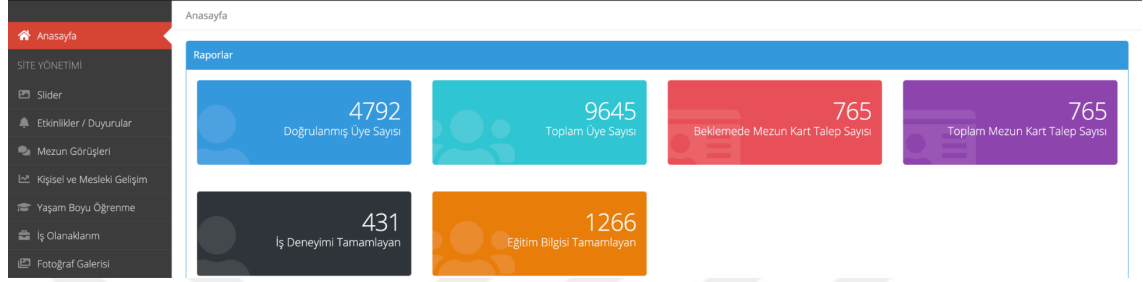 Anasayfa
SİTE YÖNETİMİ
Slider
Etkinlikler / Duyurular
Mezun Görüşleri
Kişisel ve Mesleki Gelişim
Yaşam Boyu Öğrenme
İş Olanaklarım
Fotoğraf Galerisi
Anasayfa
Raporlar
4792
Doğrulanmış Üye Sayısı
9645
Toplam Üye Sayısı
765
Beklemede Mezun Kart Talep Sayısı
765
Toplam Mezun Kart Talep Sayısı
431
İş Deneyimi Tamamlayan
1266
Eğitim Bilgisi Tamamlayan